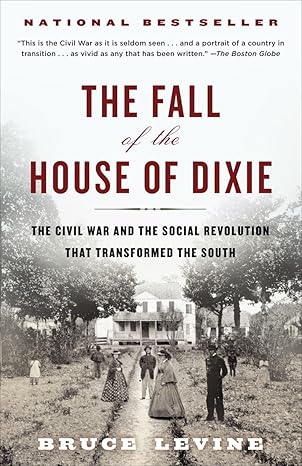 NATIONAL BESTSELLER
"This is the Civil War as it is seldom seen . . . and a portrait of a country in
transition . . . as vivid as any that has been written." —The Boston Globe
THE FALL
of the
HOUSE OF DIXIE
THE CIVIL WAR AND THE SOCIAL REVOLUTION
THAT TRANSFORMED THE SOUTH
BRUCE LEVINE